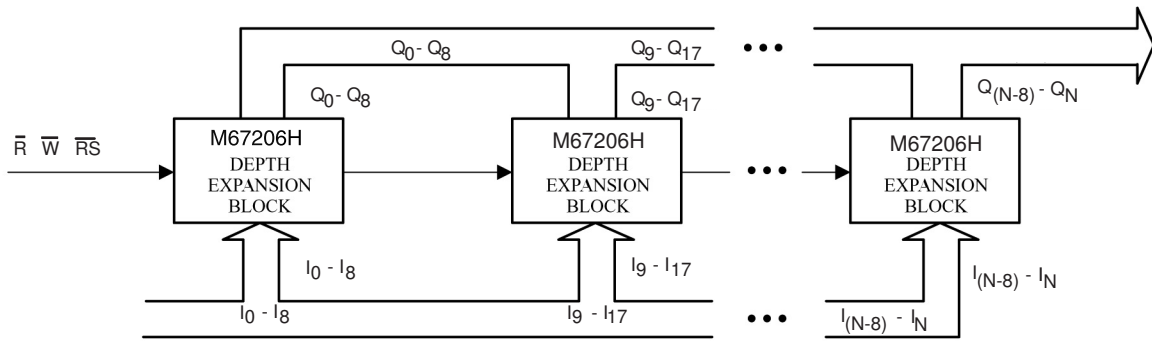 Q0 - Q8
Q9 - Q17
Q0 - Q8
Q9 - Q17
Q(N-8) - QN
R̅ W̅ R̅S̅
M67206H
DEPTH
EXPANSION
BLOCK
M67206H
DEPTH
EXPANSION
BLOCK
M67206H
DEPTH
EXPANSION
BLOCK
I0 - I8
I9 - I17
I(N-8) - IN
I0 - I8
I9 - I17
I(N-8) - IN